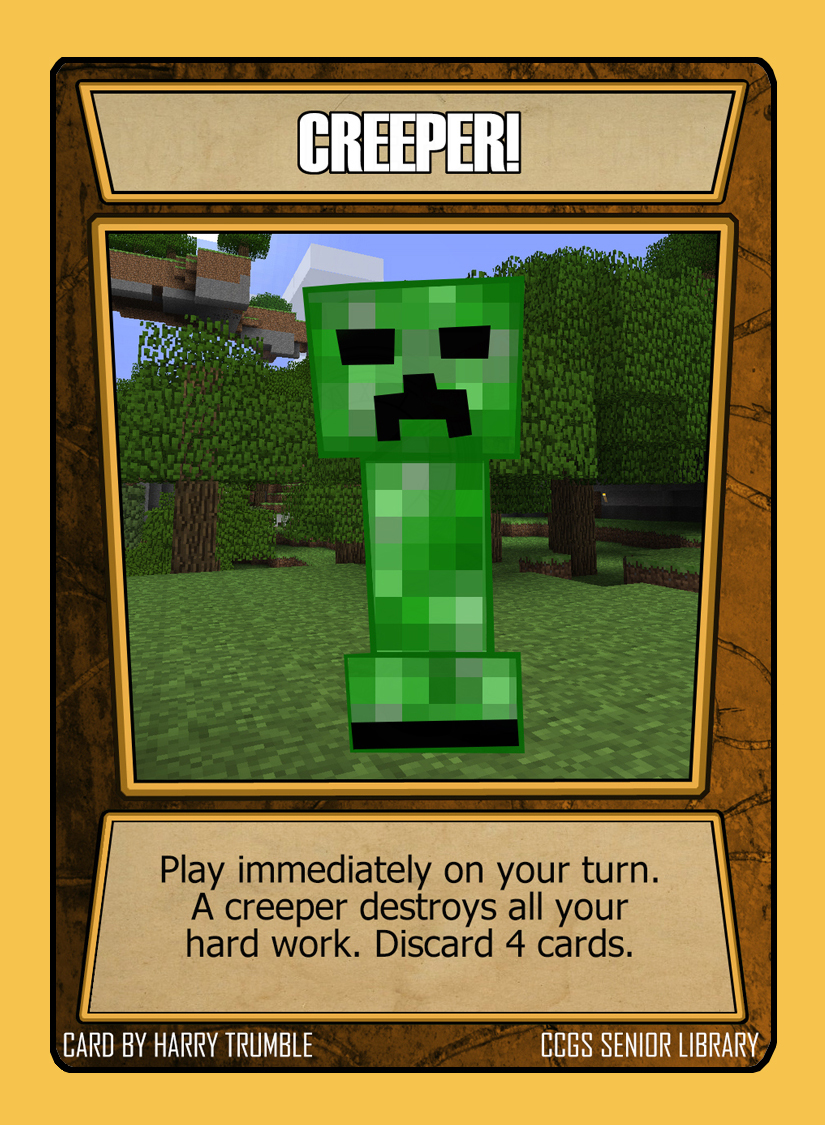 CREEPER!
Play immediately on your turn.
A creeper destroys all your
hard work. Discard 4 cards.
CARD BY HARRY TRUMBLE
CCGS SENIOR LIBRARY